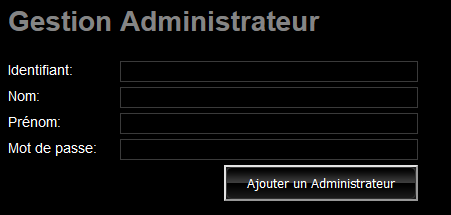 Gestion Administrateur
Identifiant:
Nom:
Prénom:
Mot de passe:
Ajouter un Administrateur